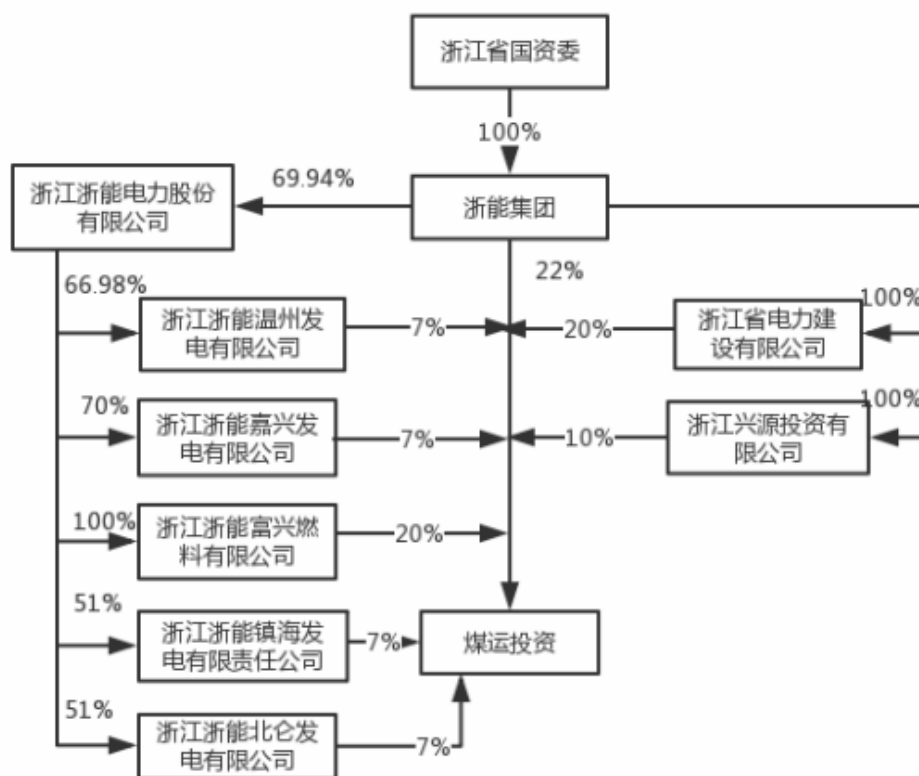 浙江省国资委
100%
69.94%
浙江浙能电力股份
有限公司
浙能集团
66.98%
22%
100%
浙江浙能温州发
电有限公司
7%
20%
浙江省电力建
设有限公司
70%
100%
浙江浙能嘉兴发
电有限公司
7%
10%
浙江兴源投资有
限公司
100%
浙江浙能富兴燃
料有限公司
20%
51%
浙江浙能镇海发
电有限责任公司
7%
煤运投资
51%
浙江浙能北仑发
电有限公司
7%